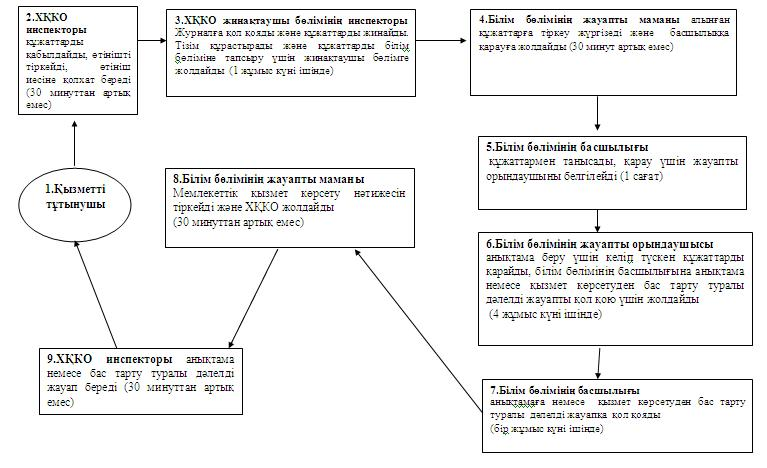 2.ХҚКО
инспекторы
құжаттарды
қабылдайды, өтінішті
тіркейді, өтініш
иесіне қолхат береді
(30 минуттан артық
емес)
3.ХҚКО жинақтаушы бөлімінің инспекторы
Журналға қол қояды және құжаттарды жинайды.
Тізім құрастырады және құжаттарды білім
бөліміне тапсыру үшін жинақтаушы бөлімге
жолдайды (1 жұмыс күні ішінде)
4.Білім бөлімінің жауапты маманы алынған
құжаттарға тіркеу жүргізеді және басшылыққа
қарауға жолдайды (30 минут артық емес)
5.Білім бөлімінің басшылығы
құжаттармен танысады, қарау үшін жауапты
орындаушыны белгілейді (1 сағат)
6.Білім бөлімінің жауапты орындаушысы
анықтама беру үшін келіп түскен құжаттарды
қарайды, білім бөлімінің басшылығына анықтама
немесе қызмет көрсетуден бас тарту туралы
дәлелді жауапты қол қою үшін жолдайды
(4 жұмыс күні ішінде)
7.Білім бөлімінің басшылығы
анықтамаға немесе қызмет көрсетуден бас тарту
туралы дәлелді жауапқа қол қояды
(бір жұмыс күні ішінде)
8.Білім бөлімінің жауапты маманы
Мемлекеттік қызмет көрсету нәтижесін
тіркейді және ХҚКО жолдайды
(30 минуттан артық емес)
1.Қызметті
тұтынушы
9.ХҚКО инспекторы анықтама
немесе бас тарту туралы дәлелді
жауап береді (30 минуттан артық
емес)